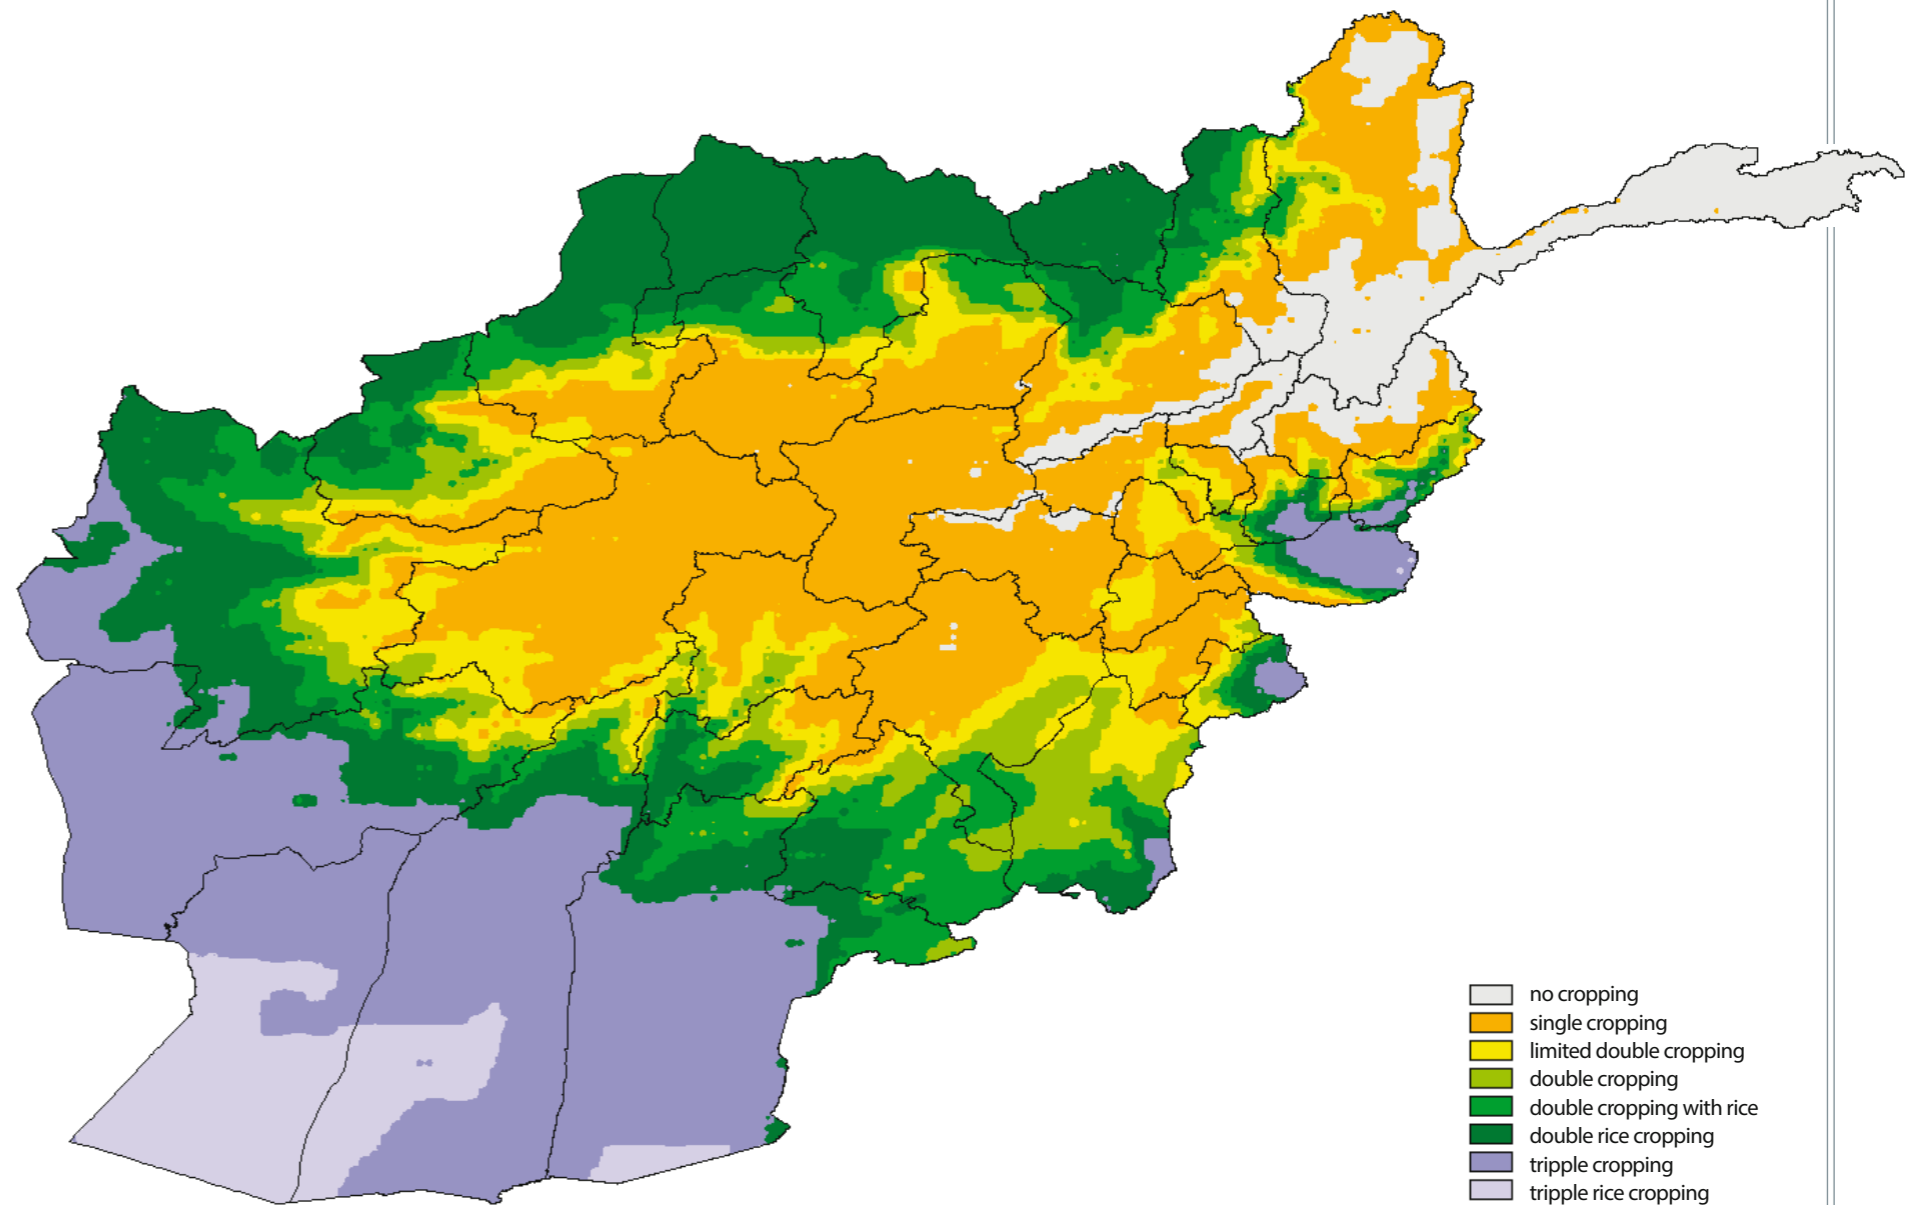 no cropping
single cropping
limited double cropping
double cropping
double cropping with rice
double rice cropping
tripple cropping
tripple rice cropping